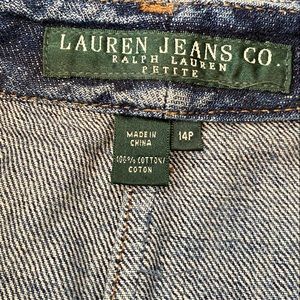 LAUREN JEANS CO.
RALPH LAUREN
PETITE
MADE IN
CHINA
14P
100% COTTON/
COTON